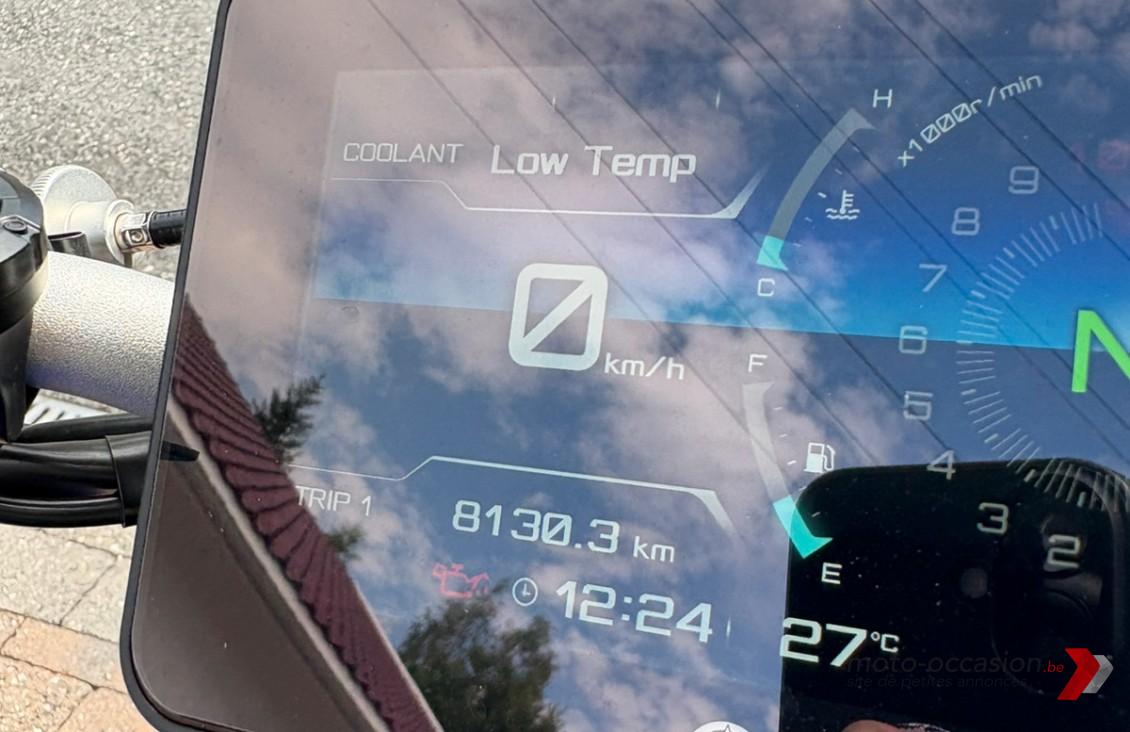 COOLANT Low Temp
H
x1000r/min
C
0 km/h
F
E
9
8
7
6
5
4
3
2
N
TRIP 1 8130.3 km
12:24
27°C
moto-occasion.be
site de petites annonces